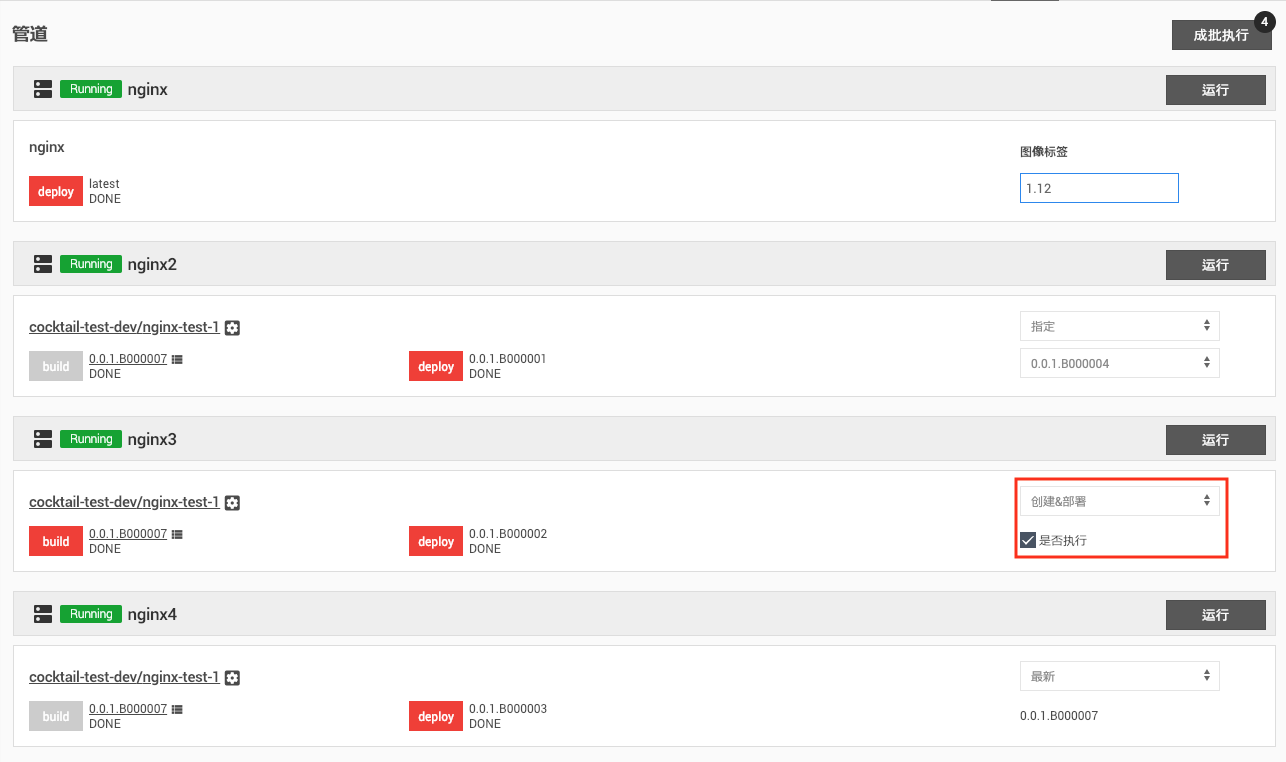 管道
成批执行
4
Running nginx
运行
nginx
图像标签
deploy
latest
DONE
1.12
Running nginx2
运行
cocktail-test-dev/nginx-test-1
指定
build
0.0.1.B000007
DONE
deploy
0.0.1.B000001
DONE
0.0.1.B000004
Running nginx3
运行
cocktail-test-dev/nginx-test-1
创建&部署
build
0.0.1.B000007
DONE
deploy
0.0.1.B000002
DONE
是否执行
Running nginx4
运行
cocktail-test-dev/nginx-test-1
最新
build
0.0.1.B000007
DONE
deploy
0.0.1.B000003
DONE
0.0.1.B000007